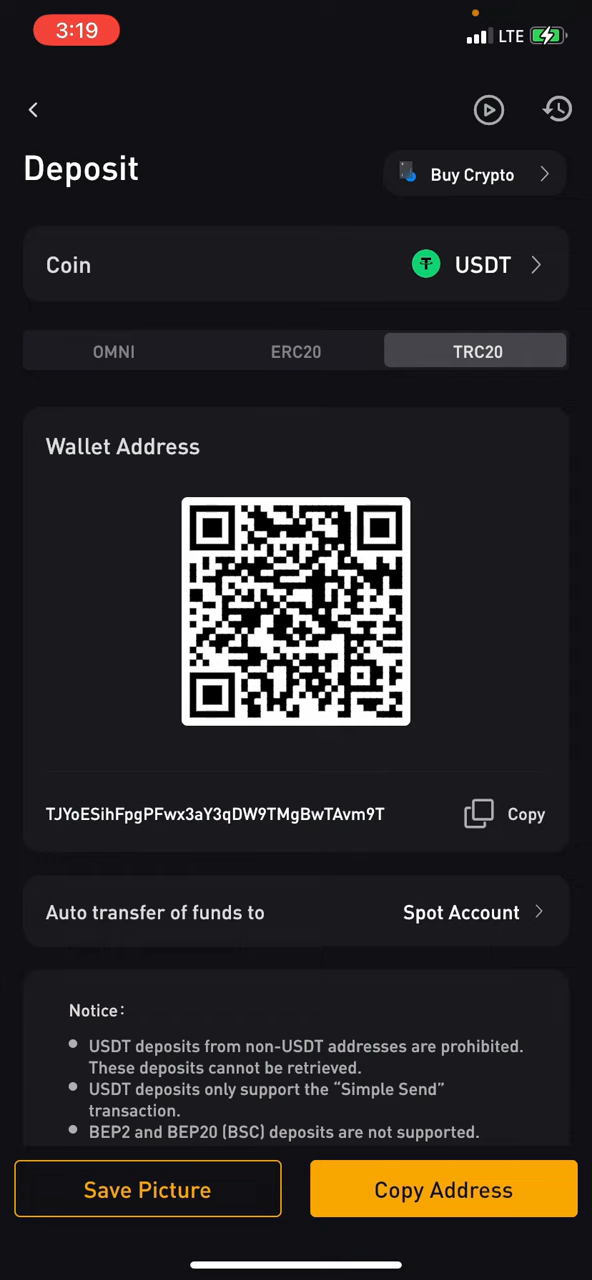 3:19
LTE
Deposit
Buy Crypto
Coin
USDT
OMNI
ERC20
TRC20
Wallet Address
TJYoESihFpgPFwx3aY3qDW9TMgBwTAvm9T
Copy
Auto transfer of funds to
Spot Account
Notice:
USDT deposits from non-USDT addresses are prohibited.
These deposits cannot be retrieved.
USDT deposits only support the “Simple Send”
transaction.
BEP2 and BEP20 (BSC) deposits are not supported.
Save Picture
Copy Address